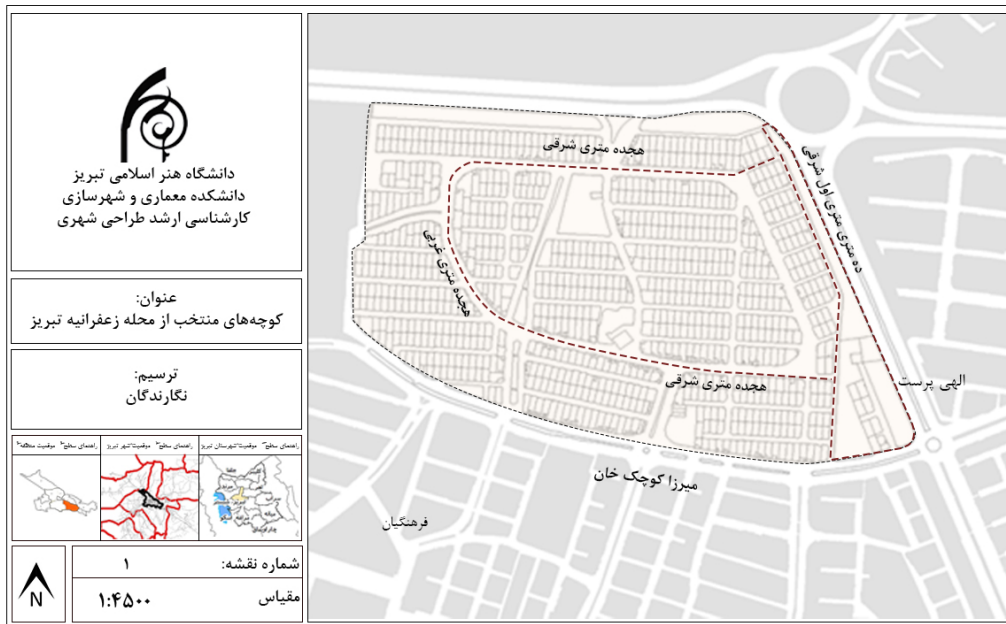 دانشگاه هنر اسلامی تبریز
دانشکده معماری و شهرسازی
کارشناسی ارشد طراحی شهری
عنوان:
کوچه‌های منتخب از محله زعفرانیه تبریز
ترسیم:
نگارندگان
شماره نقشه: ۱
مقیاس ۱:۴۵۰۰
N
هجده متری شرقی
ده متری متری اول شرقی
هجده متری غربی
هجده متری شرقی
الهی پرست
میرزا کوچک خان
فرهنگیان